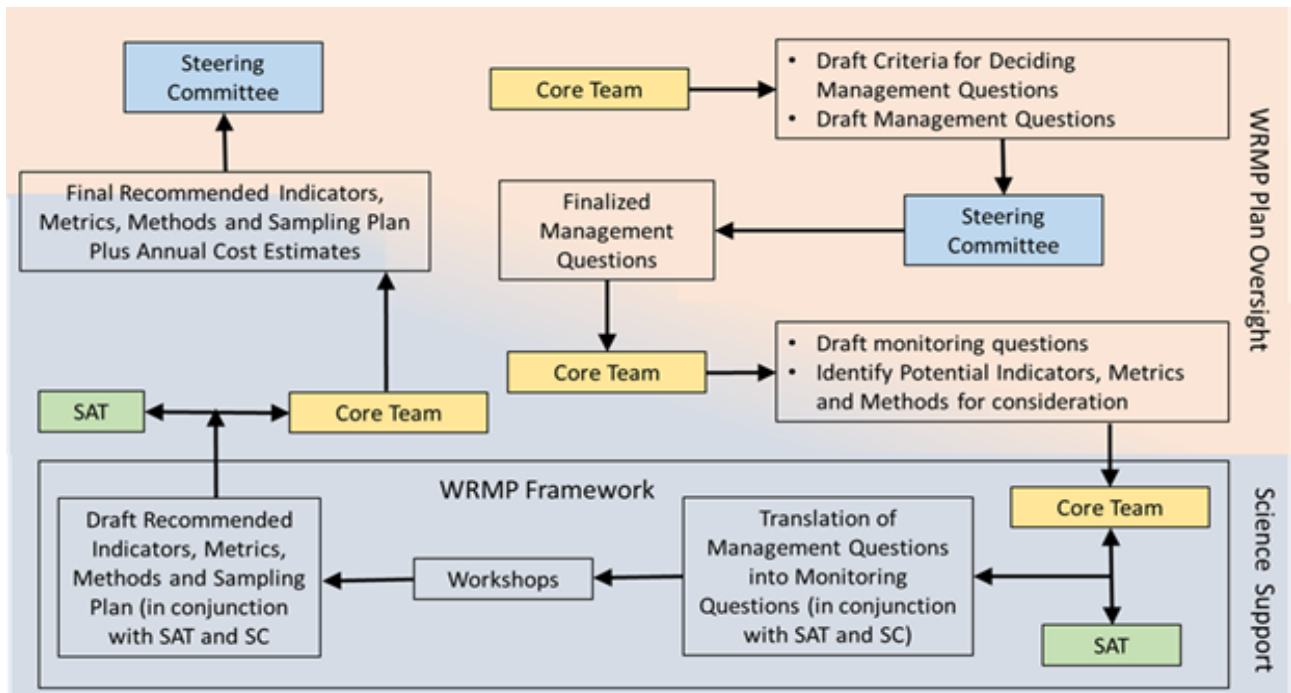 Steering
Committee
Core Team
• Draft Criteria for Deciding
Management Questions
• Draft Management Questions
WRMP Plan Oversight
Final Recommended Indicators,
Metrics, Methods and Sampling Plan
Plus Annual Cost Estimates
Finalized
Management
Questions
Steering
Committee
Core Team
• Draft monitoring questions
• Identify Potential Indicators, Metrics
and Methods for consideration
SAT
Core Team
WRMP Framework
Core Team
Science Support
Draft Recommended
Indicators, Metrics,
Methods and Sampling
Plan (in conjunction
with SAT and SC
Workshops
Translation of
Management Questions
into Monitoring
Questions (in conjunction
with SAT and SC)
SAT